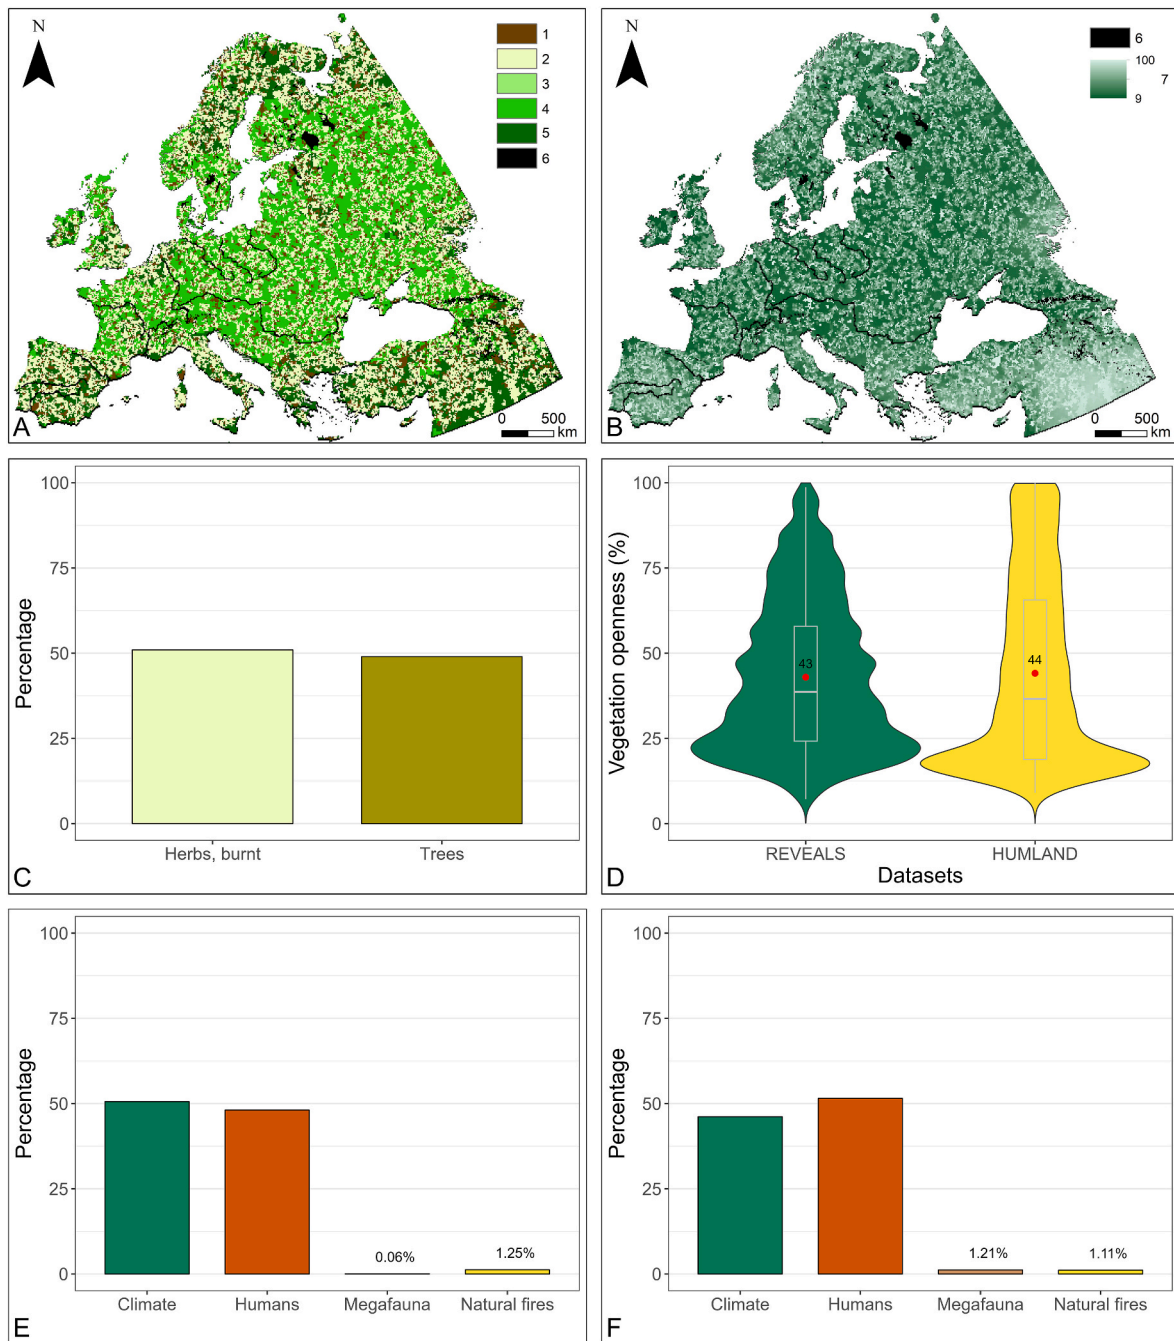 N
1
2
3
4
5
6
0 500
km
A
N
6
100
7
9
0 500
km
B
100
75
50
25
0
Percentage
Herbs, burnt Trees
C
100
75
50
25
0
Vegetation openness (%)
43
44
REVEALS HUMLAND
Datasets
D
100
75
50
25
0
Percentage
0.06% 1.25%
Climate Humans Megafauna Natural fires
E
100
75
50
25
0
Percentage
1.21% 1.11%
Climate Humans Megafauna Natural fires
F